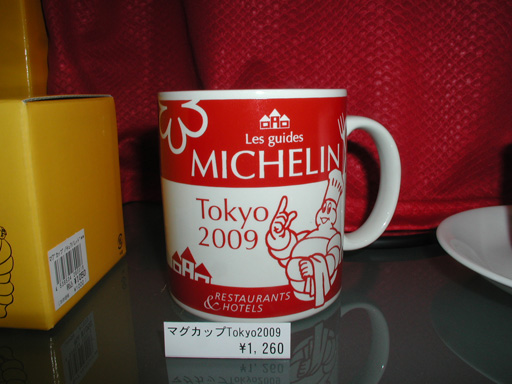 Les guides
MICHELIN
Tokyo
2009
RESTAURANTS
& HOTELS
マグカップTokyo2009
¥1,260